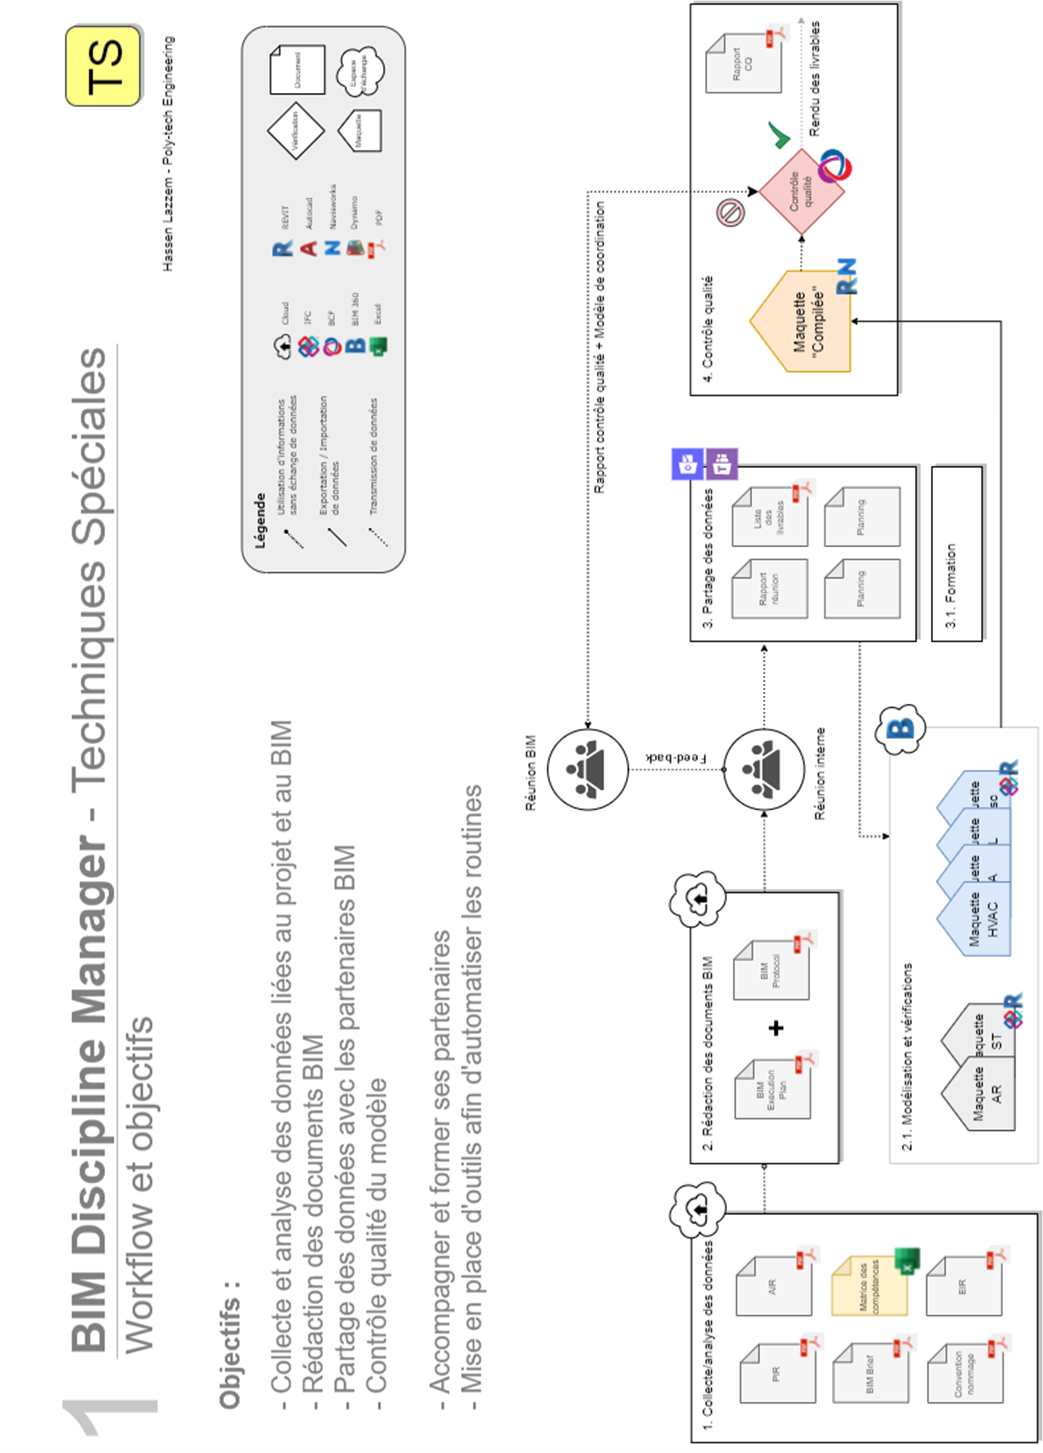 1
BIM Discipline Manager - Techniques Spéciales
Workflow et objectifs
TS
Hassen Lazzem - Poly-tech Engineering
Objectifs :
- Collecte et analyse des données liées au projet et au BIM
- Rédaction des documents BIM
- Partage des données avec les partenaires BIM
- Contrôle qualité du modèle
- Accompagner et former ses partenaires
- Mise en place d'outils afin d'automatiser les routines
Légende
Utilisation d'informations
sans échange de données
Exportation / Importation
de données
Transmission de données
Cloud
IFC
BCF
BIM 360
Excel
REVIT
Autocad
Navisworks
Dynamo
PDF
Vérification
Document
Maquette
Espace
d'échange
1. Collecte/analyse des données
PIR
AIR
BIM Brief
Matrice des
compétences
Convention
nommage
EIR
2. Rédaction des documents BIM
BIM
Execution
Plan
+
BIM
Protocol
2.1. Modélisation et vérifications
Maquette
AR
aquette
ST
Maquette
HVAC
uette
A
uette
L
uette
sc
Réunion BIM
Feed-back
Réunion interne
3. Partage des données
Rapport
réunion
Liste
des
livrables
Planning
Planning
3.1. Formation
Rapport contrôle qualité + Modèle de coordination
4. Contrôle qualité
Maquette
"Compilée"
Contrôle
qualité
Rapport
CQ
Rendu des livrables